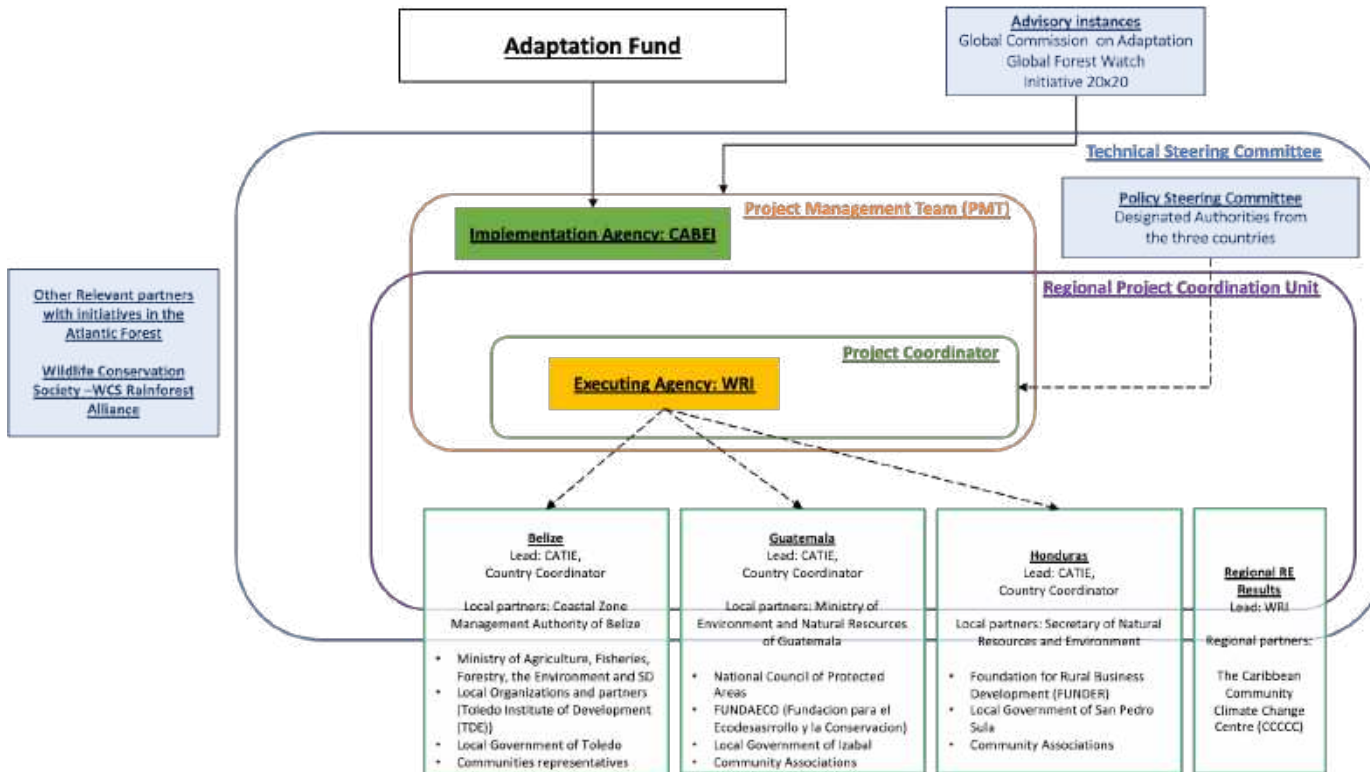 Adaptation Fund
Advisory instances
Global Commission on Adaptation
Global Forest Watch
Initiative 20x20
Technical Steering Committee
Policy Steering Committee
Designated Authorities from
the three countries
Project Management Team (PMT)
Implementation Agency: CABEI
Regional Project Coordination Unit
Other Relevant partners
with initiatives in the
Atlantic Forest
Wildlife Conservation
Society –WCS Rainforest
Alliance
Project Coordinator
Executing Agency: WRI
Belize
Lead: CATIE,
Country Coordinator
Local partners: Coastal Zone
Management Authority of Belize
• Ministry of Agriculture, Fisheries,
Forestry, the Environment and SD
• Local Organizations and partners
(Toledo Institute of Development
(TDE))
• Local Government of Toledo
• Communities representatives
Guatemala
Lead: CATIE,
Country Coordinator
Local partners: Ministry of
Environment and Natural Resources
of Guatemala
• National Council of Protected
Areas
• FUNDAECO (Fundacion para el
Ecodesasrrollo y la Conservacion)
• Local Government of Izabal
• Community Associations
Honduras
Lead: CATIE,
Country Coordinator
Local partners: Secretary of Natural
Resources and Environment
• Foundation for Rural Business
Development (FUNDER)
• Local Government of San Pedro
Sula
• Community Associations
Regional RE
Results
Lead: WRI
Regional partners:
The Caribbean
Community
Climate Change
Centre (CCCCC)